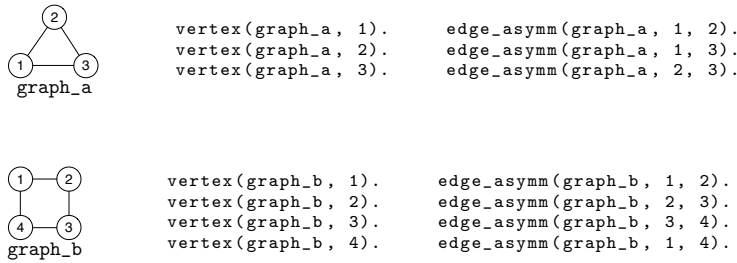 2
1 3
graph_a
vertex(graph_a, 1). edge_asymm(graph_a, 1, 2).
vertex(graph_a, 2). edge_asymm(graph_a, 1, 3).
vertex(graph_a, 3). edge_asymm(graph_a, 2, 3).
1 2
4 3
graph_b
vertex(graph_b, 1). edge_asymm(graph_b, 1, 2).
vertex(graph_b, 2). edge_asymm(graph_b, 2, 3).
vertex(graph_b, 3). edge_asymm(graph_b, 3, 4).
vertex(graph_b, 4). edge_asymm(graph_b, 1, 4).